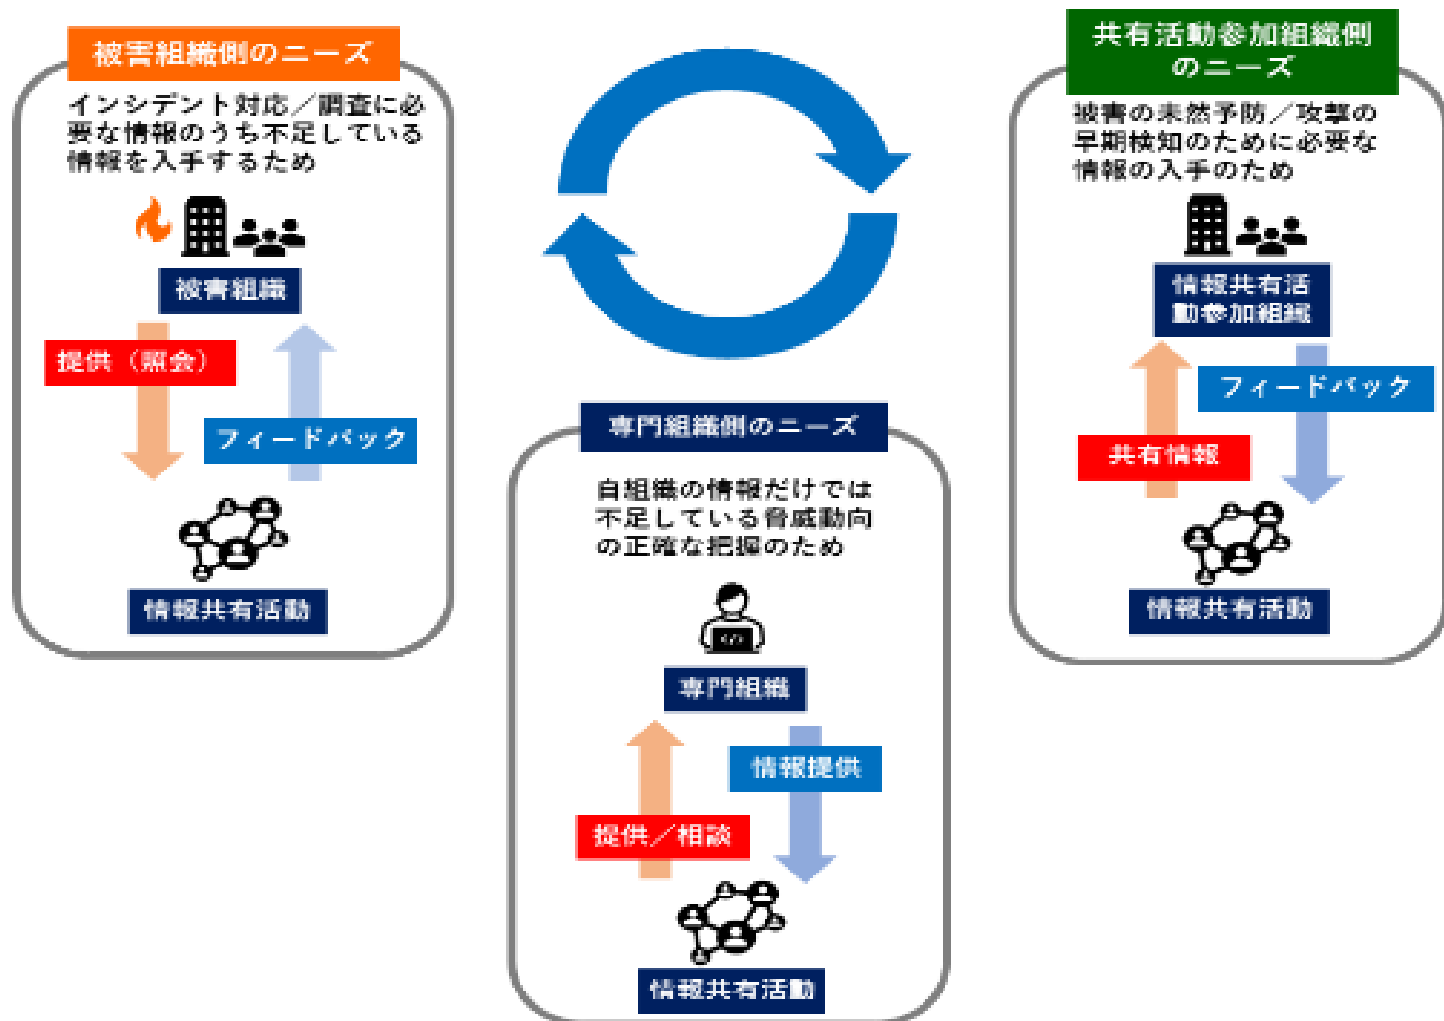 被害組織側のニーズ
インシデント対応／調査に必
要な情報のうち不足している
情報を入手するため
被害組織
提供（照会）
フィードバック
情報共有活動
専門組織側のニーズ
自組織の情報だけでは
不足している脅威動向
の正確な把握のため
専門組織
情報提供
提供／相談
情報共有活動
共有活動参加組織側
のニーズ
被害の未然予防／攻撃の
早期検知のために必要な
情報の入手のため
情報共有活
動参加組織
フィードバック
共有情報
情報共有活動